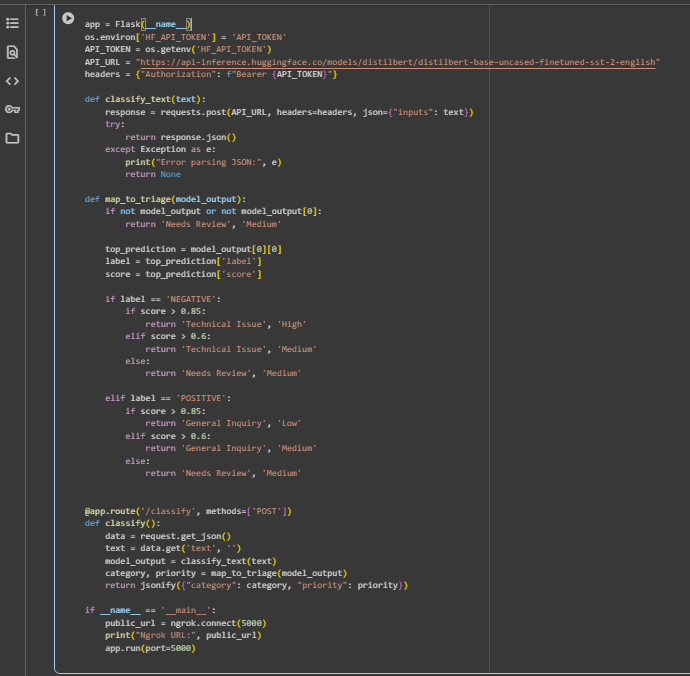 [ ]
app = Flask(__name__)
os.environ['HF_API_TOKEN'] = 'API_TOKEN'
API_TOKEN = os.getenv('HF_API_TOKEN')
API_URL = "https://api-inference.huggingface.co/models/distilbert/distilbert-base-uncased-finetuned-sst-2-english"
headers = {"Authorization": f"Bearer {API_TOKEN}"}

def classify_text(text):
    response = requests.post(API_URL, headers=headers, json={"inputs": text})
    try:
        return response.json()
    except Exception as e:
        print("Error parsing JSON:", e)
        return None

def map_to_triage(model_output):
    if not model_output or not model_output[0]:
        return 'Needs Review', 'Medium'

    top_prediction = model_output[0][0]
    label = top_prediction['label']
    score = top_prediction['score']

    if label == 'NEGATIVE':
        if score > 0.85:
            return 'Technical Issue', 'High'
        elif score > 0.6:
            return 'Technical Issue', 'Medium'
        else:
            return 'Needs Review', 'Medium'

    elif label == 'POSITIVE':
        if score > 0.85:
            return 'General Inquiry', 'Low'
        elif score > 0.6:
            return 'General Inquiry', 'Medium'
        else:
            return 'Needs Review', 'Medium'


@app.route('/classify', methods=['POST'])
def classify():
    data = request.get_json()
    text = data.get('text', '')
    model_output = classify_text(text)
    category, priority = map_to_triage(model_output)
    return jsonify({"category": category, "priority": priority})

if __name__ == '__main__':
    public_url = ngrok.connect(5000)
    print("Ngrok URL:", public_url)
    app.run(port=5000)